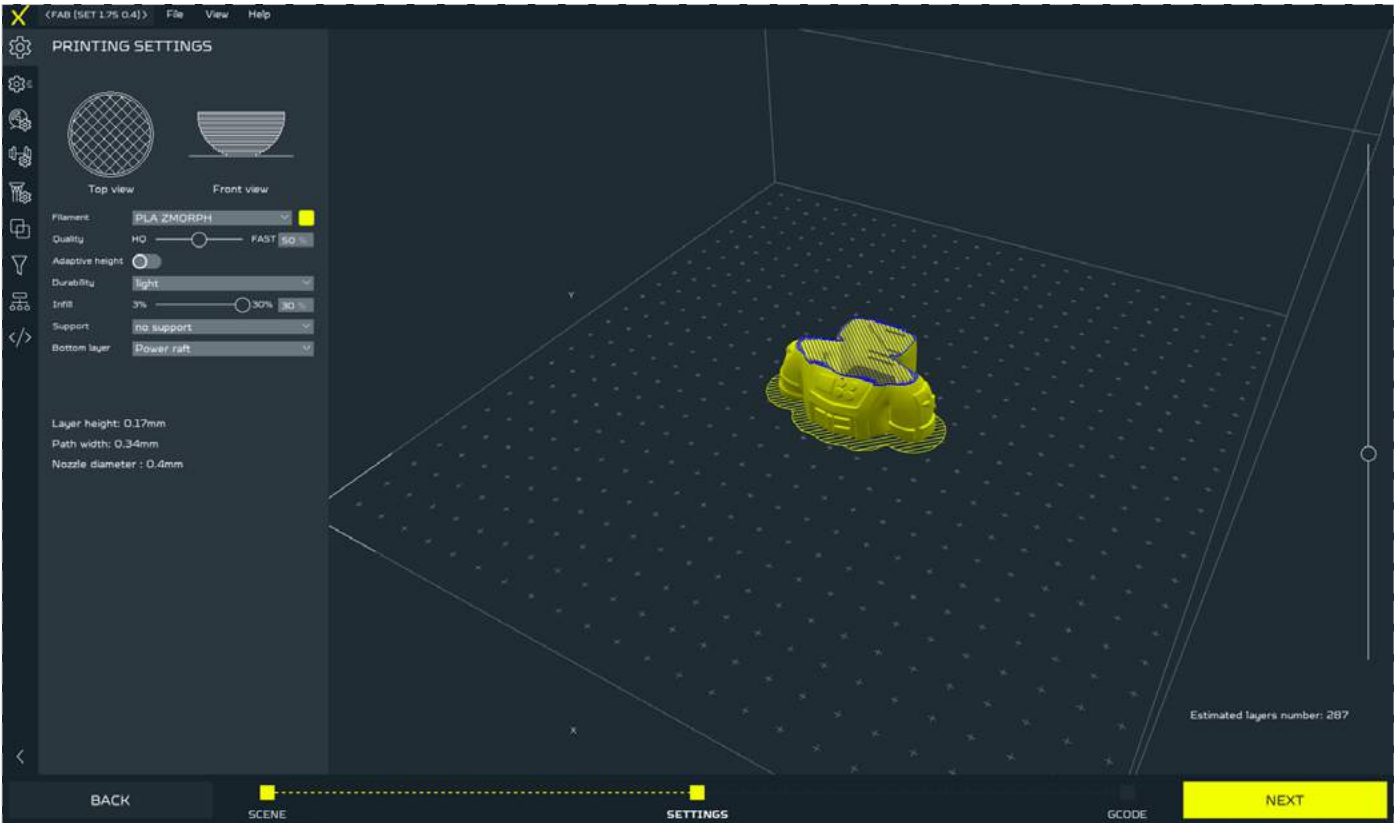 <FAB (SET 1.75 0.4)> File View Help
PRINTING SETTINGS
Top view Front view
Filament PLA ZMORPH
Quality HQ FAST 50 %
Adaptive height
Durability light
Infill 3% 30% 30 %
Support no support
Bottom layer Power raft
Layer height: 0.17mm
Path width: 0.34mm
Nozzle diameter : 0.4mm
Y
X
Estimated layers number: 287
BACK
SCENE
SETTINGS
GCODE
NEXT